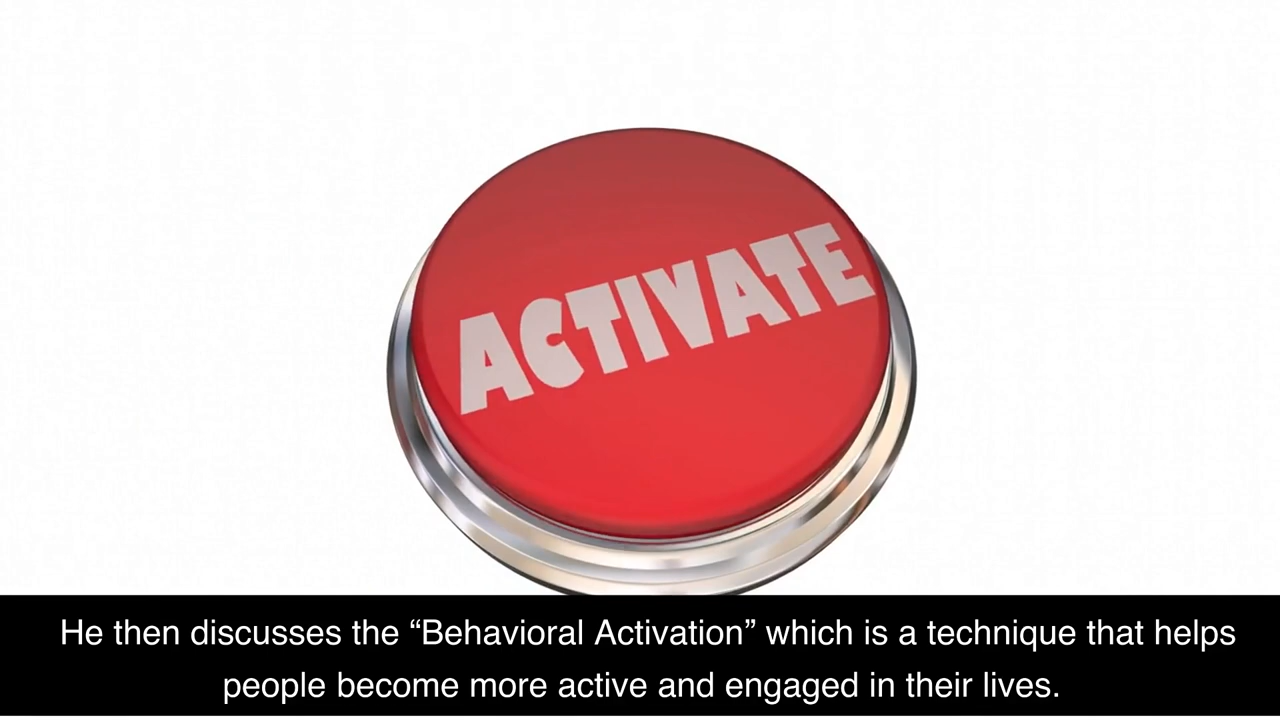 ACTIVATE
He then discusses the “Behavioral Activation” which is a technique that helps
people become more active and engaged in their lives.